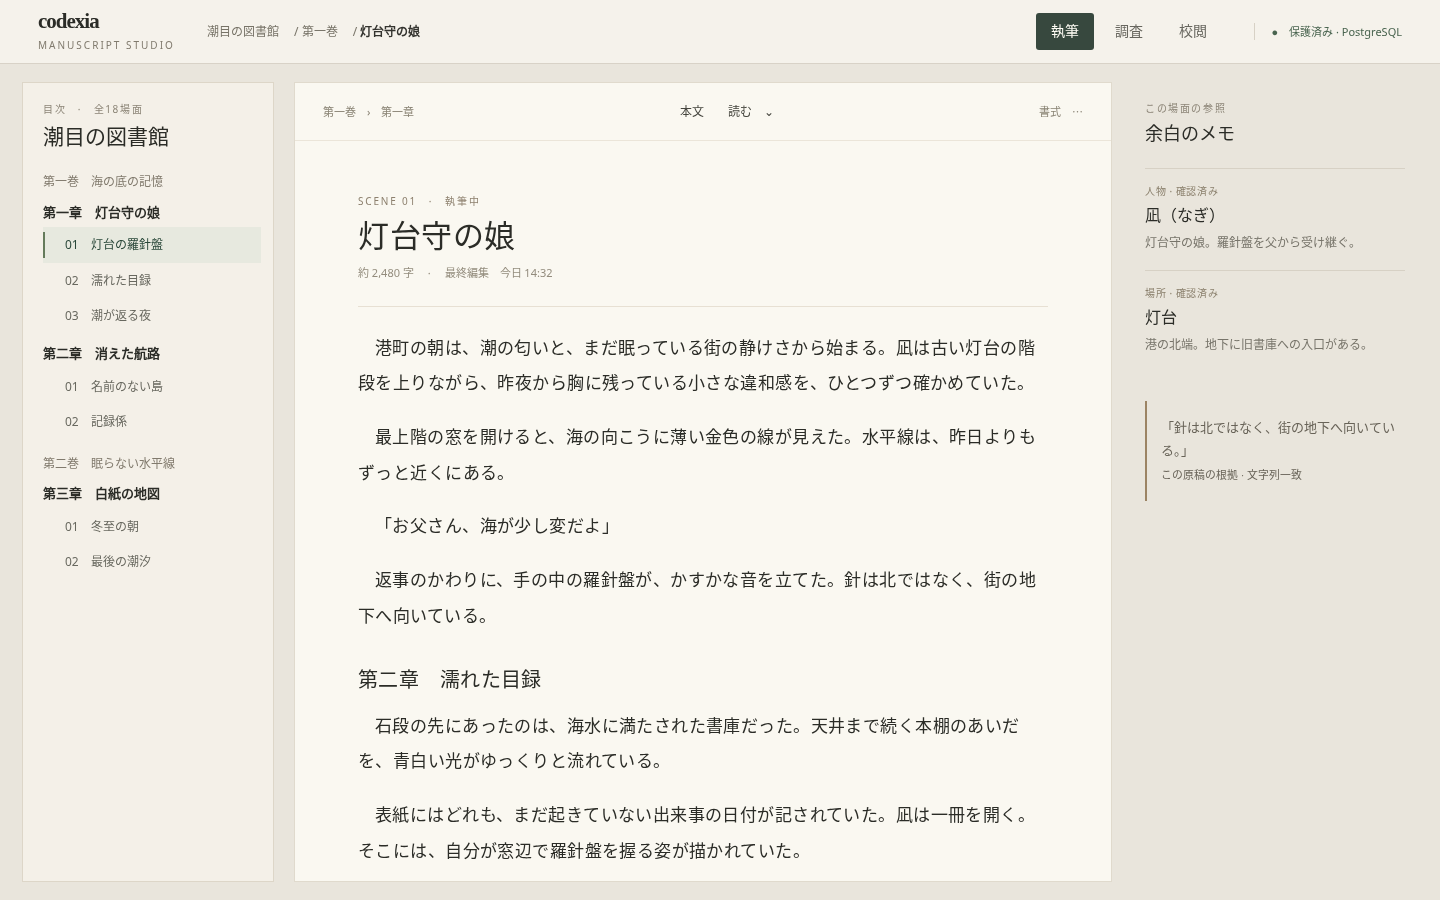 codexia
MANUSCRIPT STUDIO
潮目の図書館 / 第一巻 / 灯台守の娘
執筆 調査 校閲
● 保護済み · PostgreSQL
目次 · 全18場面
潮目の図書館
第一巻 海の底の記憶
第一章 灯台守の娘
01 灯台の羅針盤
02 濡れた目録
03 潮が返る夜
第二章 消えた航路
01 名前のない島
02 記録係
第二巻 眠らない水平線
第三章 白紙の地図
01 冬至の朝
02 最後の潮汐
第一巻 › 第一章
本文 読む ⌄
書式 ···
SCENE 01 · 執筆中
灯台守の娘
約 2,480 字 · 最終編集 今日 14:32
港町の朝は、潮の匂いと、まだ眠っている街の静けさから始まる。凪は古い灯台の階
段を上りながら、昨夜から胸に残っている小さな違和感を、ひとつずつ確かめていた。
最上階の窓を開けると、海の向こうに薄い金色の線が見えた。水平線は、昨日よりも
ずっと近くにある。
「お父さん、海が少し変だよ」
返事のかわりに、手の中の羅針盤が、かすかな音を立てた。針は北ではなく、街の地
下へ向いている。
第二章 濡れた目録
石段の先にあったのは、海水に満たされた書庫だった。天井まで続く本棚のあいだ
を、青白い光がゆっくりと流れている。
表紙にはどれも、まだ起きていない出来事の日付が記されていた。凪は一冊を開く。
そこには、自分が窓辺で羅針盤を握る姿が描かれていた。
この場面の参照
余白のメモ
人物 · 確認済み
凪（なぎ）
灯台守の娘。羅針盤を父から受け継ぐ。
場所 · 確認済み
灯台
港の北端。地下に旧書庫への入口がある。
「針は北ではなく、街の地下へ向いてい
る。」
この原稿の根拠 · 文字列一致